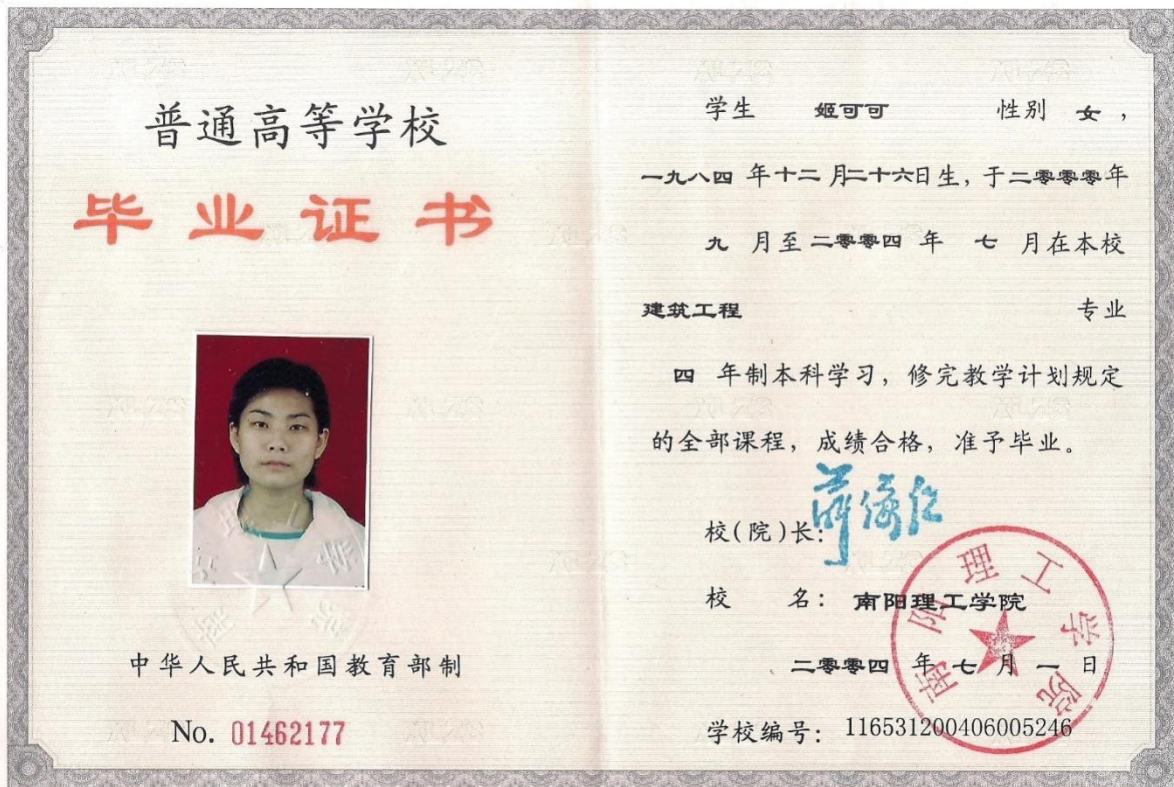 普通高等学校
毕业证书
中华人民共和国教育部制
No. 01462177
学生 姬可可 性别 女，
一九八四 年十二 月二十六日生，于二零零零年
九 月至二零零四 年 七 月在本校
建筑工程 专业
四 年制本科学习，修完教学计划规定
的全部课程，成绩合格，准予毕业。
校(院)长：
校 名： 南阳理工学院
二零零四 年 七 月 一 日
学校编号： 116531200406005246
南阳理工学院